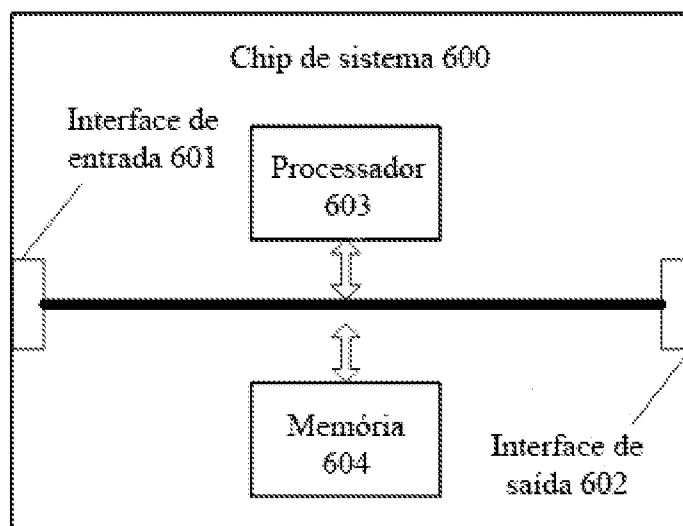 Chip de sistema 600
Interface de
entrada 601
Processador
603
Memória
604
Interface de
saída 602